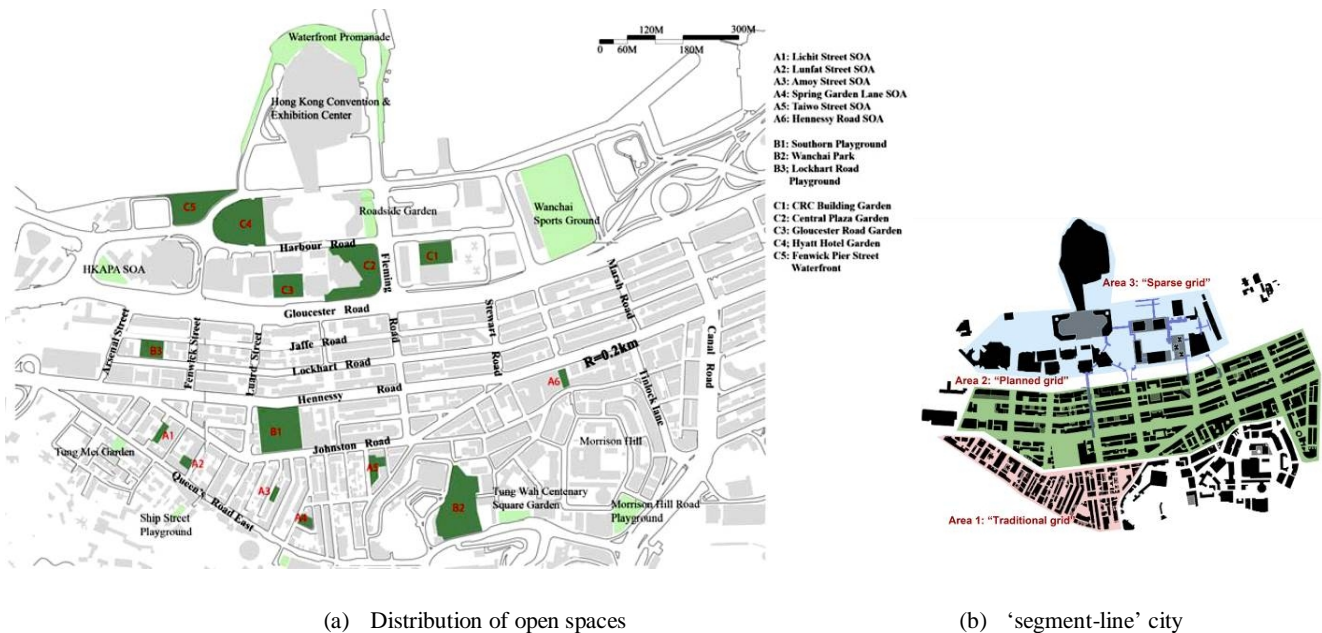 Waterfront Promanade
Hong Kong Convention &
Exhibition Center
120M 300M
0 60M 180M
A1: Lichit Street SOA
A2: Lunfat Street SOA
A3: Amoy Street SOA
A4: Spring Garden Lane SOA
A5: Taiwo Street SOA
A6: Hennessy Road SOA
B1: Southorn Playground
B2: Wanchai Park
B3; Lockhart Road
Playground
C1: CRC Building Garden
C2: Central Plaza Garden
C3: Gloucester Road Garden
C4: Hyatt Hotel Garden
C5: Fenwick Pier Street
Waterfront
C5
C4
Roadside Garden
Wanchai
Sports Ground
Harbour Road
HKAPA SOA
C2
C1
C3
Fleming
Road
Gloucester Road
Marsh Road
Stewart
Road
Canal Road
Arsenal Street
Fenwick Street
Luard Street
Jaffe Road
B3
Lockhart Road
R=0.2km
Hennessy Road
A6
Tinlock lane
B1
Johnston Road
A1
Tung Mei Garden
A2
A5
Morrison Hill
Queen's Road East
A3
A4
B2
Tung Wah Centenary
Square Garden
Morrison Hill Road
Playground
Ship Street
Playground
Area 3: "Sparse grid"
Area 2: "Planned grid"
Area 1: "Traditional grid"
(a) Distribution of open spaces
(b) ‘segment-line’ city